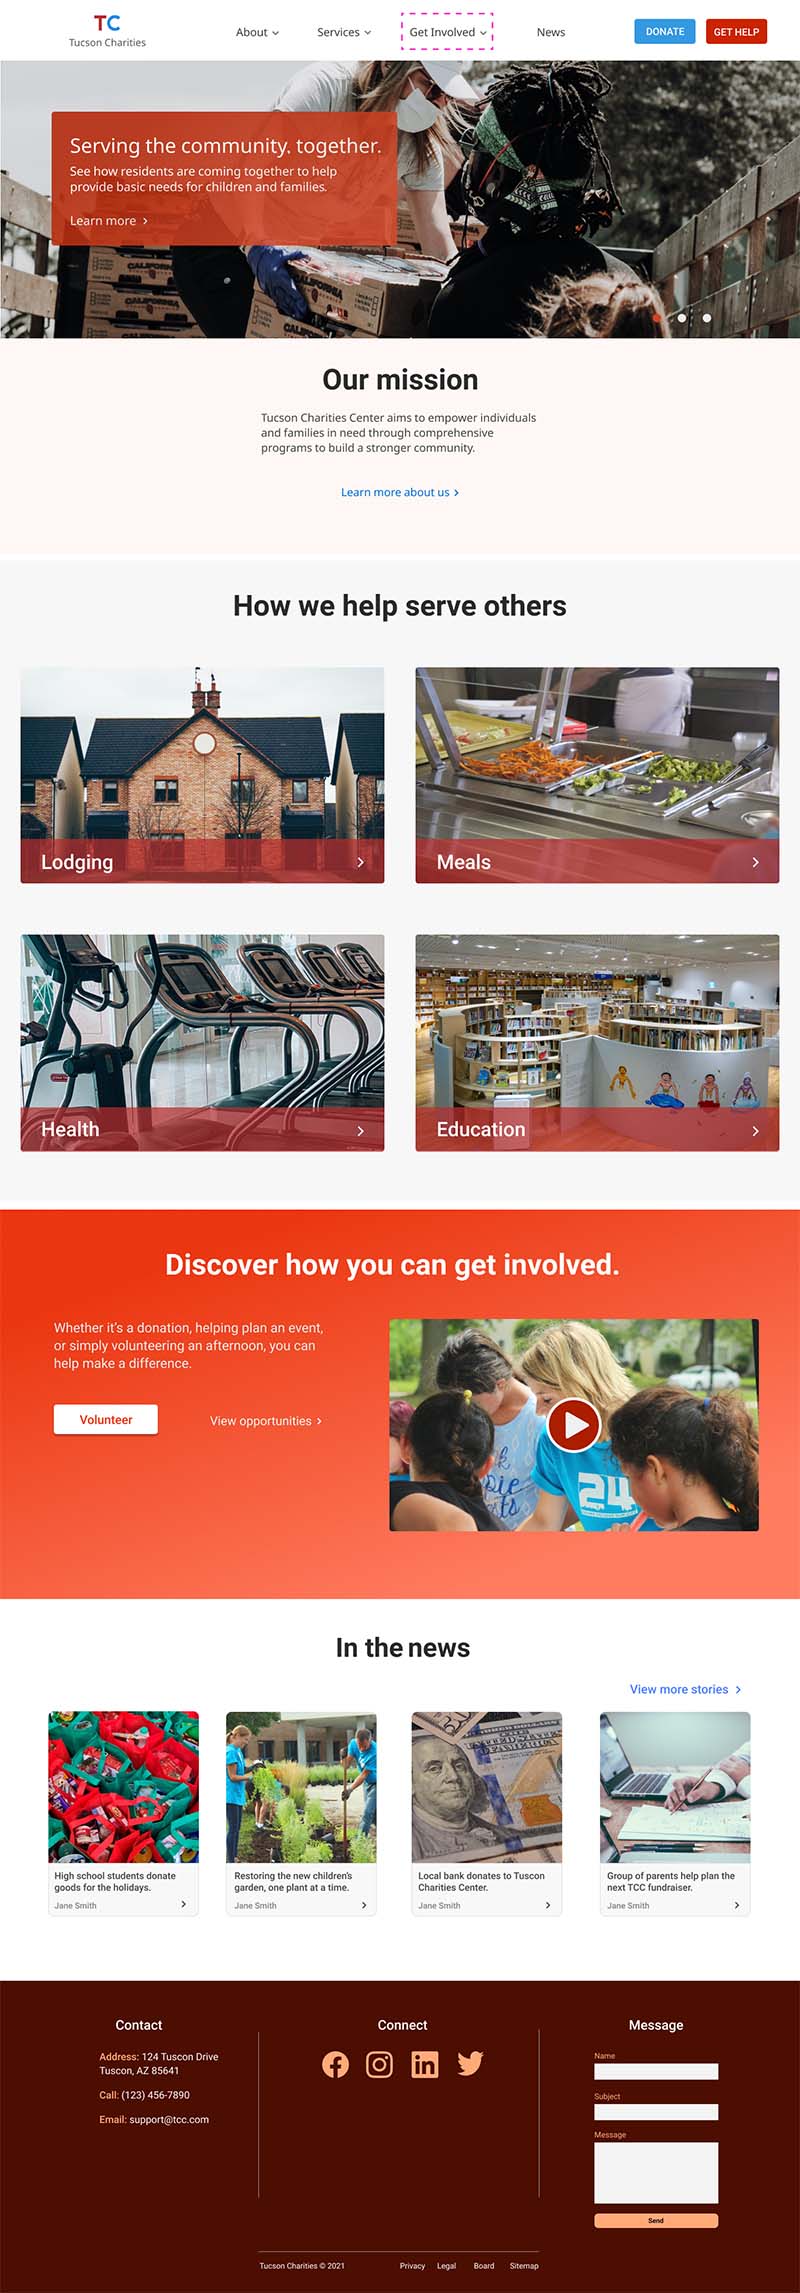 TC
Tucson Charities
About
Services
Get Involved
News
DONATE
GET HELP
Serving the community. together.
See how residents are coming together to help
provide basic needs for children and families.
Learn more
CALIFORNIA
CALIFORNIA
CALIFORNIA
Our mission
Tucson Charities Center aims to empower individuals
and families in need through comprehensive
programs to build a stronger community.
Learn more about us
How we help serve others
Lodging
Meals
Health
Education
Discover how you can get involved.
Whether it's a donation, helping plan an event,
or simply volunteering an afternoon, you can
help make a difference.
Volunteer
View opportunities
24
In the news
View more stories
UNITED STATES
OF AMERICA
High school students donate
goods for the holidays.
Jane Smith
Restoring the new children's
garden, one plant at a time.
Jane Smith
Local bank donates to Tuscon
Charities Center.
Jane Smith
Group of parents help plan the
next TCC fundraiser.
Jane Smith
Contact
Address: 124 Tuscon Drive
Tuscon, AZ 85641
Call: (123) 456-7890
Email: support@tcc.com
Connect
Message
Name
Subject
Message
Send
Tucson Charities © 2021
Privacy
Legal
Board
Sitemap